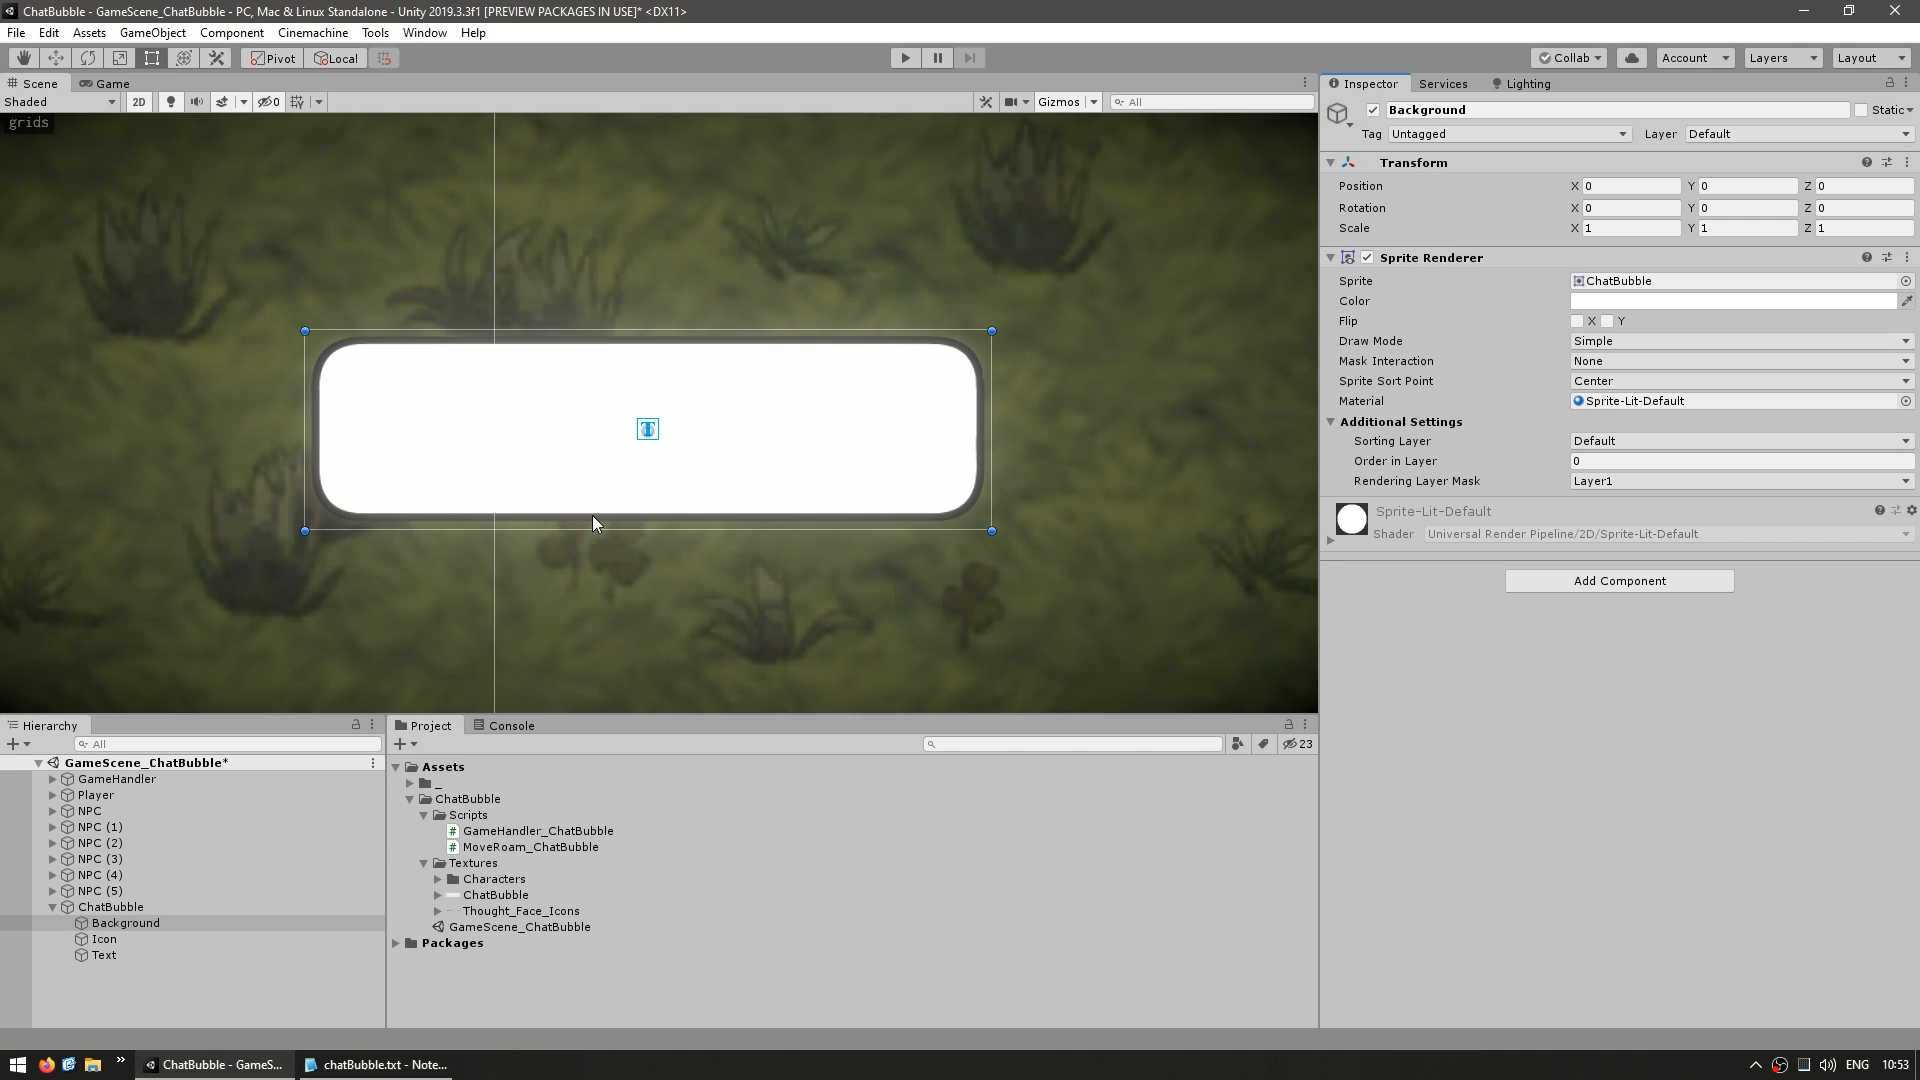 ChatBubble - GameScene_ChatBubble - PC, Mac & Linux Standalone - Unity 2019.3.3f1 [PREVIEW PACKAGES IN USE]* <DX11>
File Edit Assets GameObject Component Cinemachine Tools Window Help
Pivot Local Collab Account Layers Layout
Scene Game
Shaded 2D 0 Gizmos All
grids
Inspector Services Lighting
Background Static
Tag Untagged Layer Default
Transform
Position X 0 Y 0 Z 0
Rotation X 0 Y 0 Z 0
Scale X 1 Y 1 Z 1
Sprite Renderer
Sprite ChatBubble
Color
Flip X Y
Draw Mode Simple
Mask Interaction None
Sprite Sort Point Center
Material Sprite-Lit-Default
Additional Settings
Sorting Layer Default
Order in Layer 0
Rendering Layer Mask Layer1
Sprite-Lit-Default
Shader Universal Render Pipeline/2D/Sprite-Lit-Default
Add Component
Hierarchy
All
GameScene_ChatBubble*
GameHandler
Player
NPC
NPC (1)
NPC (2)
NPC (3)
NPC (4)
NPC (5)
ChatBubble
Background
Icon
Text
Project Console
23
Assets
_
ChatBubble
Scripts
GameHandler_ChatBubble
MoveRoam_ChatBubble
Textures
Characters
ChatBubble
Thought_Face_Icons
GameScene_ChatBubble
Packages
ChatBubble - GameS...
chatBubble.txt - Note...
ENG 10:53